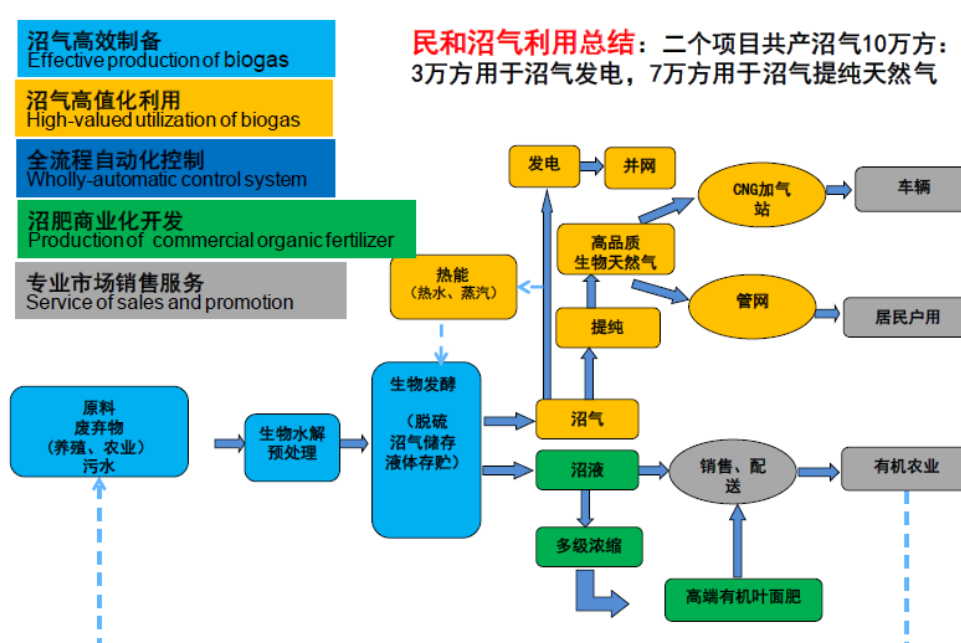 沼气高效制备
Effective production of biogas
沼气高值化利用
High-valued utilization of biogas
全流程自动化控制
Wholly-automatic control system
沼肥商业化开发
Production of commercial organic fertilizer
专业市场销售服务
Service of sales and promotion
民和沼气利用总结：二个项目共产沼气10万方：
3万方用于沼气发电，7万方用于沼气提纯天然气
发电
并网
CNG加气
站
车辆
高品质
生物天然气
热能
（热水、蒸汽）
管网
居民户用
提纯
原料
废弃物
（养殖、农业）
污水
生物水解
预处理
生物发酵
（脱硫
沼气储存
液体存贮）
沼气
沼液
销售、配
送
有机农业
多级浓缩
高端有机叶面肥